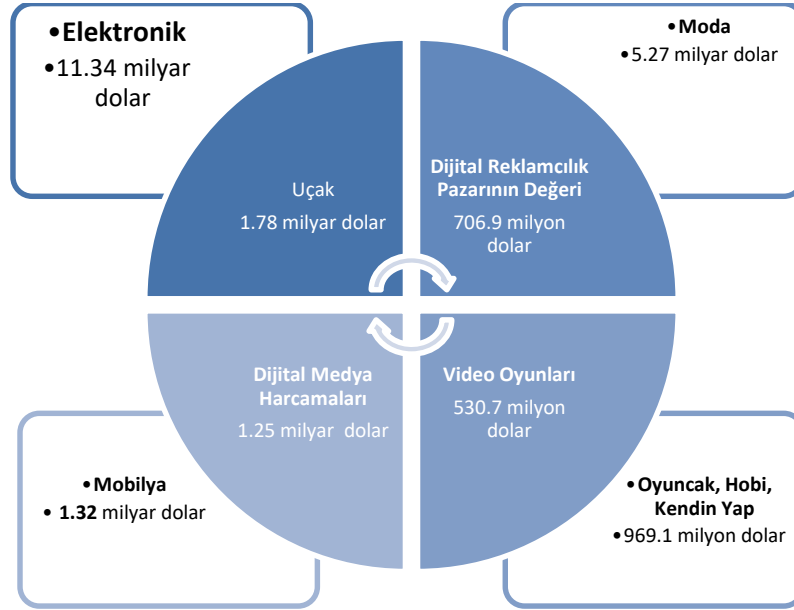 •Elektronik
•11.34 milyar
dolar
•Moda
•5.27 milyar dolar
Uçak
1.78 milyar dolar
Dijital Reklamcılık
Pazarının Değeri
706.9 milyon
dolar
Dijital Medya
Harcamaları
1.25 milyar dolar
Video Oyunları
530.7 milyon
dolar
•Mobilya
• 1.32 milyar dolar
•Oyuncak, Hobi,
Kendin Yap
•969.1 milyon dolar